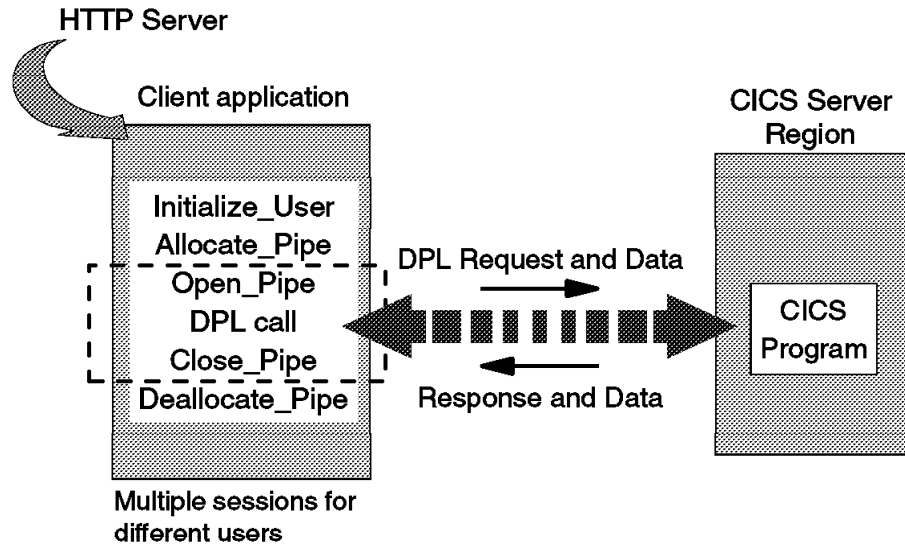 HTTP Server
Client application
Initialize_User
Allocate_Pipe
Open_Pipe
DPL call
Close_Pipe
Deallocate_Pipe
Multiple sessions for
different users
DPL Request and Data
Response and Data
CICS Server
Region
CICS
Program